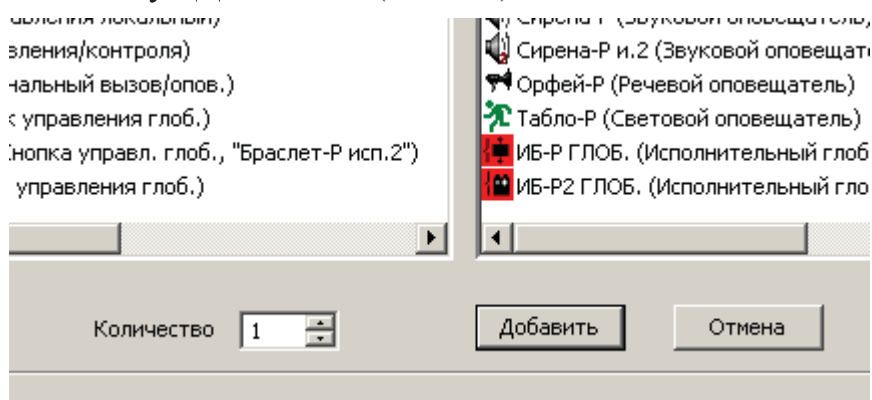 вления/контроля)
нальный вызов/опов.)
управления глоб.)
кнопка управл. глоб., "Браслет-Р исп.2")
управления глоб.)
Сирена-Р и.2 (Звуковой оповещат
Орфей-Р (Речевой оповещатель)
Табло-Р (Световой оповещатель)
ИБ-Р ГЛОБ. (Исполнительный глоб
ИБ-Р2 ГЛОБ. (Исполнительный гло
Количество 1
Добавить
Отмена